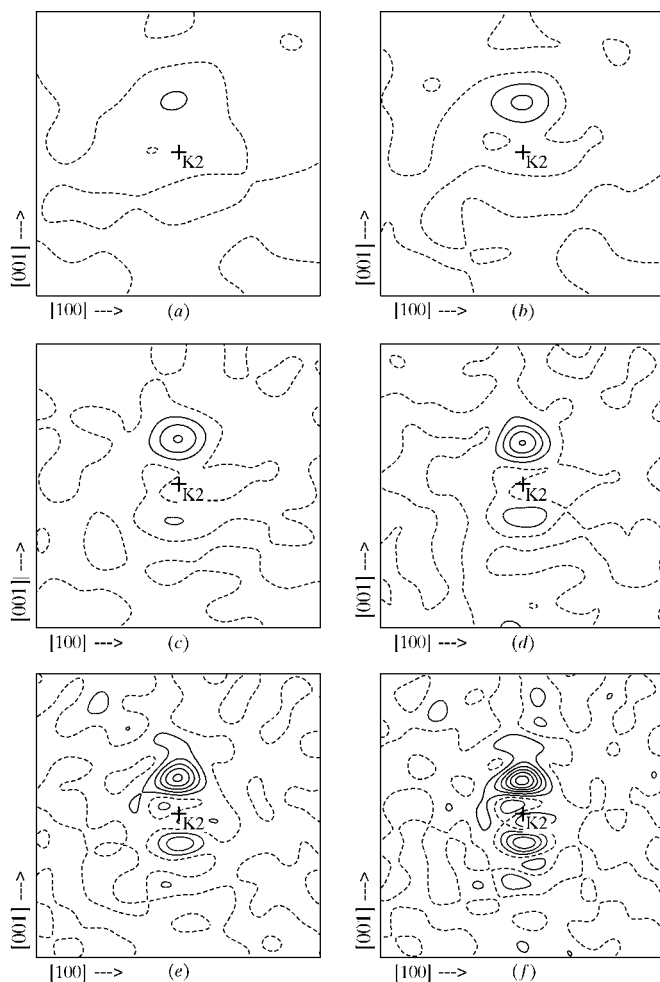 K2
K2
[001] --->
[001] --->
[100] --->
(a)
[100] --->
(b)
K2
K2
[001] --->
[001] --->
[100] --->
(c)
[100] --->
(d)
K2
K2
[001] --->
[001] --->
[100] --->
(e)
[100] --->
(f)